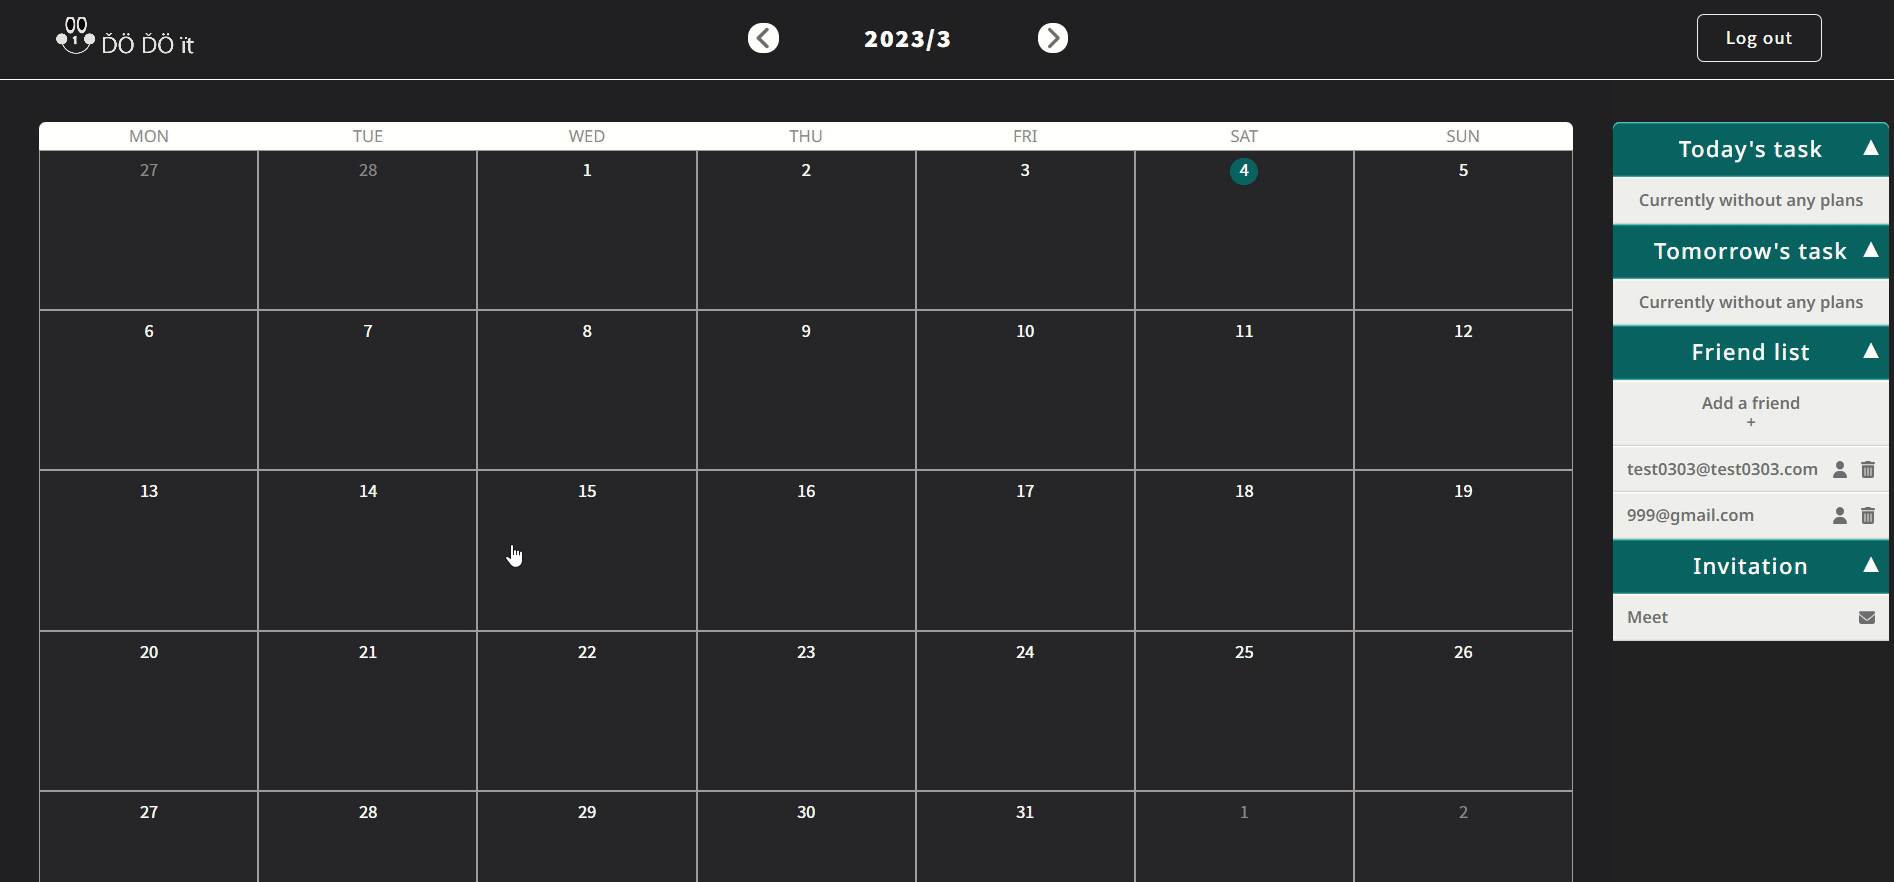 1 ĎÖ ĎÖ ït
2023/3
Log out
MON TUE WED THU FRI SAT SUN
27 28 1 2 3 4 5
6 7 8 9 10 11 12
13 14 15 16 17 18 19
20 21 22 23 24 25 26
27 28 29 30 31 1 2
Today's task ▲
Currently without any plans
Tomorrow's task ▲
Currently without any plans
Friend list ▲
Add a friend
+
test0303@test0303.com
999@gmail.com
Invitation ▲
Meet